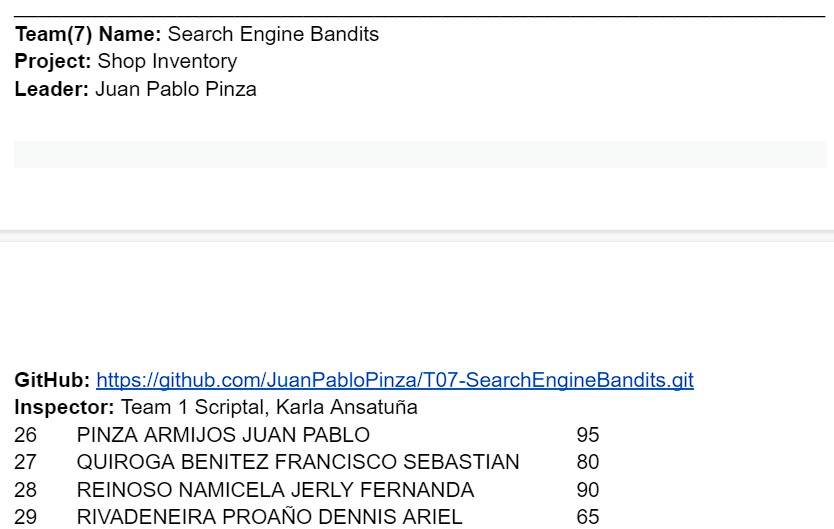 Team(7) Name: Search Engine Bandits
Project: Shop Inventory
Leader: Juan Pablo Pinza
GitHub: https://github.com/JuanPabloPinza/T07-SearchEngineBandits.git
Inspector: Team 1 Scriptal, Karla Ansatuña
26 PINZA ARMIJOS JUAN PABLO 95
27 QUIROGA BENITEZ FRANCISCO SEBASTIAN 80
28 REINOSO NAMICELA JERLY FERNANDA 90
29 RIVADENEIRA PROAÑO DENNIS ARIEL 65